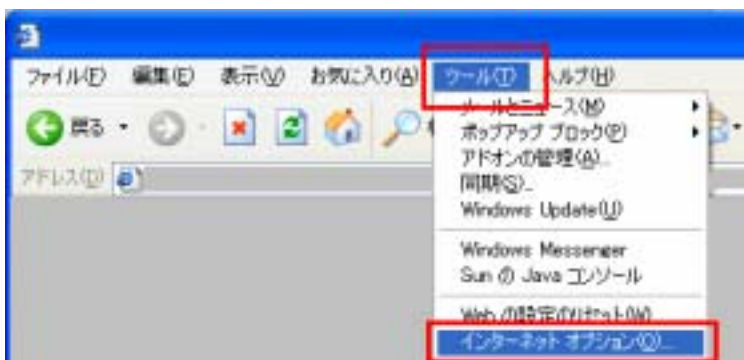 ファイル(F) 編集(E) 表示(V) お気に入り(A) ツール(T) ヘルプ(H)
戻る
アドレス(D)
メールとニュース(M)
ポップアップ ブロック(P)
アドオンの管理(A)...
同期(S)...
Windows Update(U)
Windows Messenger
Sun の Java コンソール
Web の設定のリセット(W)...
インターネット オプション(O)...